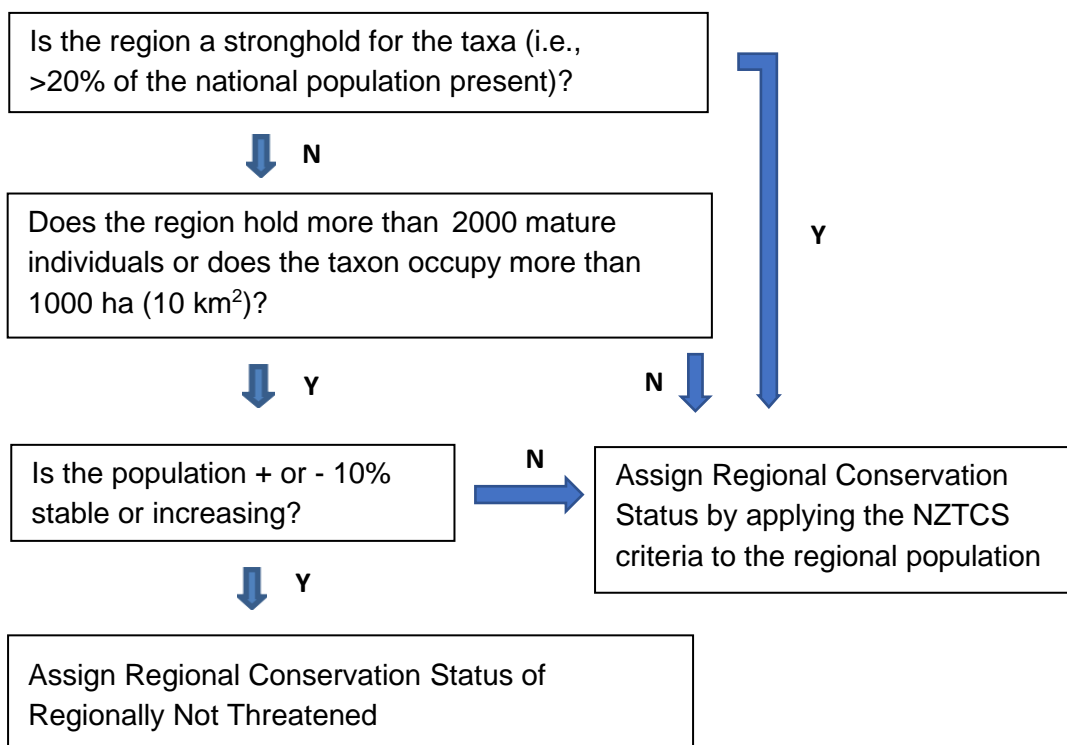 Is the region a stronghold for the taxa (i.e.,
>20% of the national population present)?
N
Does the region hold more than 2000 mature
individuals or does the taxon occupy more than
1000 ha (10 km²)?
Y
Y
N
Is the population + or - 10%
stable or increasing?
N
Assign Regional Conservation
Status by applying the NZTCS
criteria to the regional population
Y
Assign Regional Conservation Status of
Regionally Not Threatened